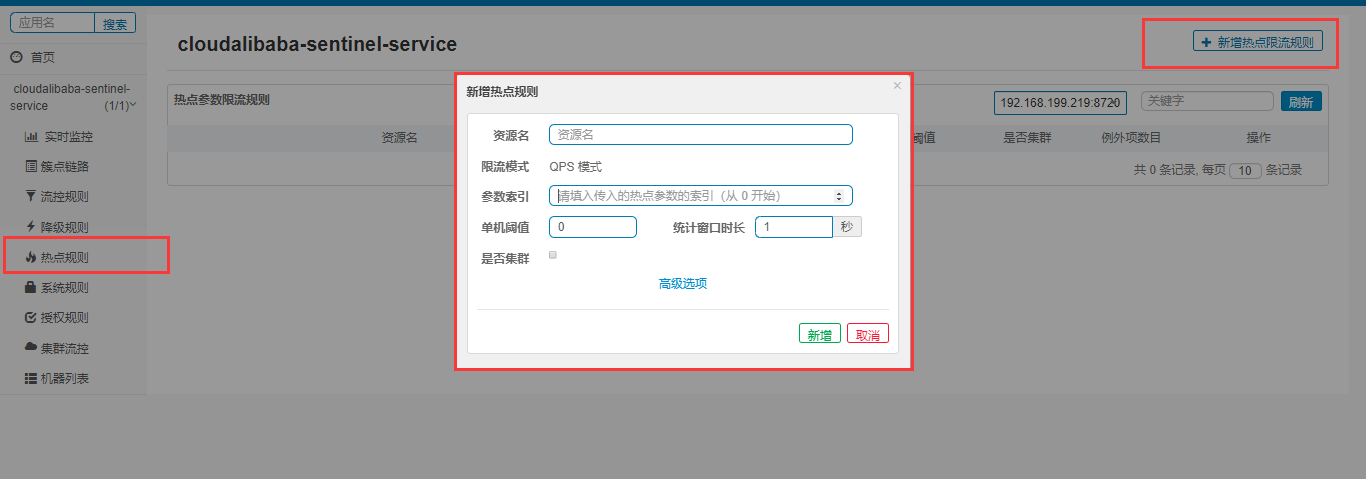 应用名 搜索
首页
cloudalibaba-sentinel-service (1/1)
实时监控
簇点链路
流控规则
降级规则
热点规则
系统规则
授权规则
集群流控
机器列表
cloudalibaba-sentinel-service
新增热点限流规则
热点参数限流规则
192.168.199.219:8720 关键字 刷新
资源名 阈值 是否集群 例外项数目 操作
共 0 条记录, 每页 10 条记录
新增热点规则 ×
资源名 资源名
限流模式 QPS 模式
参数索引 请填入传入的热点参数的索引（从 0 开始）
单机阈值 0 统计窗口时长 1 秒
是否集群
高级选项
新增 取消